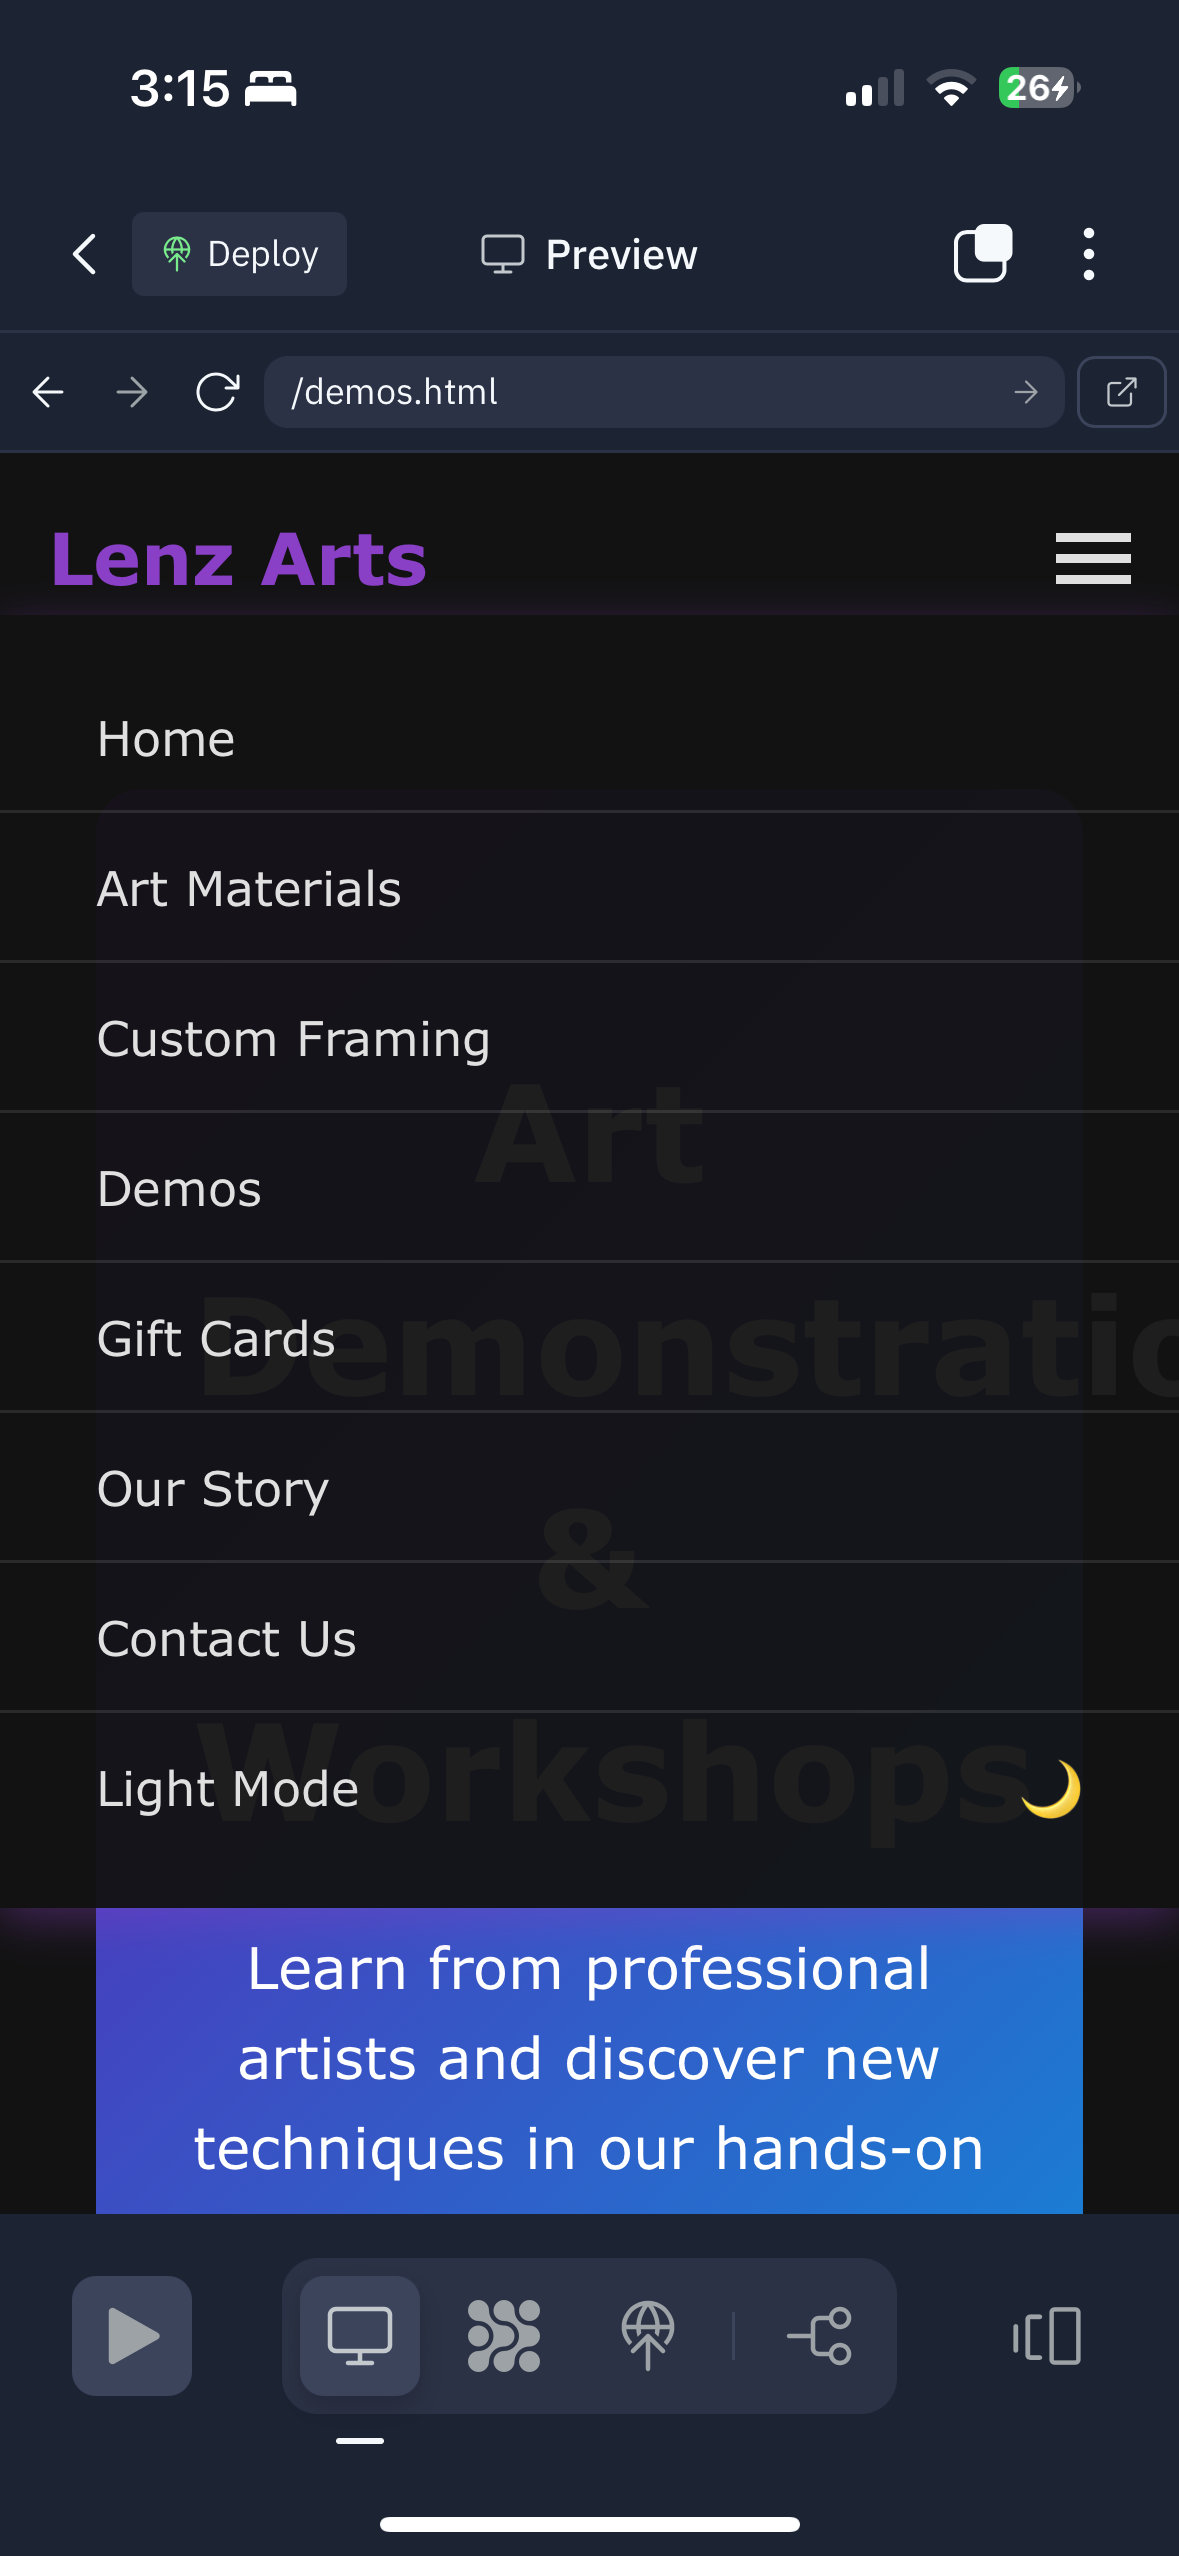 3:15
26
Deploy
Preview
/demos.html
Lenz Arts
Home
Art Materials
Custom Framing
Art
Demos
Demonstratio
Gift Cards
Our Story
&
Contact Us
Workshops
Light Mode
Learn from professional
artists and discover new
techniques in our hands-on